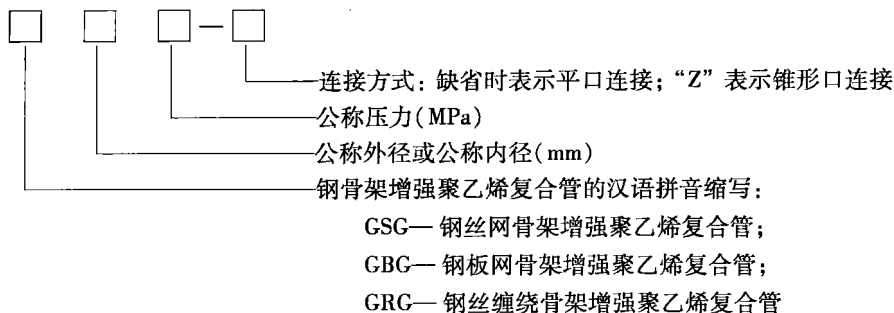 连接方式：缺省时表示平口连接；“Z”表示锥形口连接
公称压力(MPa)
公称外径或公称内径(mm)
钢骨架增强聚乙烯复合管的汉语拼音缩写：
GSG— 钢丝网骨架增强聚乙烯复合管；
GBG— 钢板网骨架增强聚乙烯复合管；
GRG— 钢丝缠绕骨架增强聚乙烯复合管